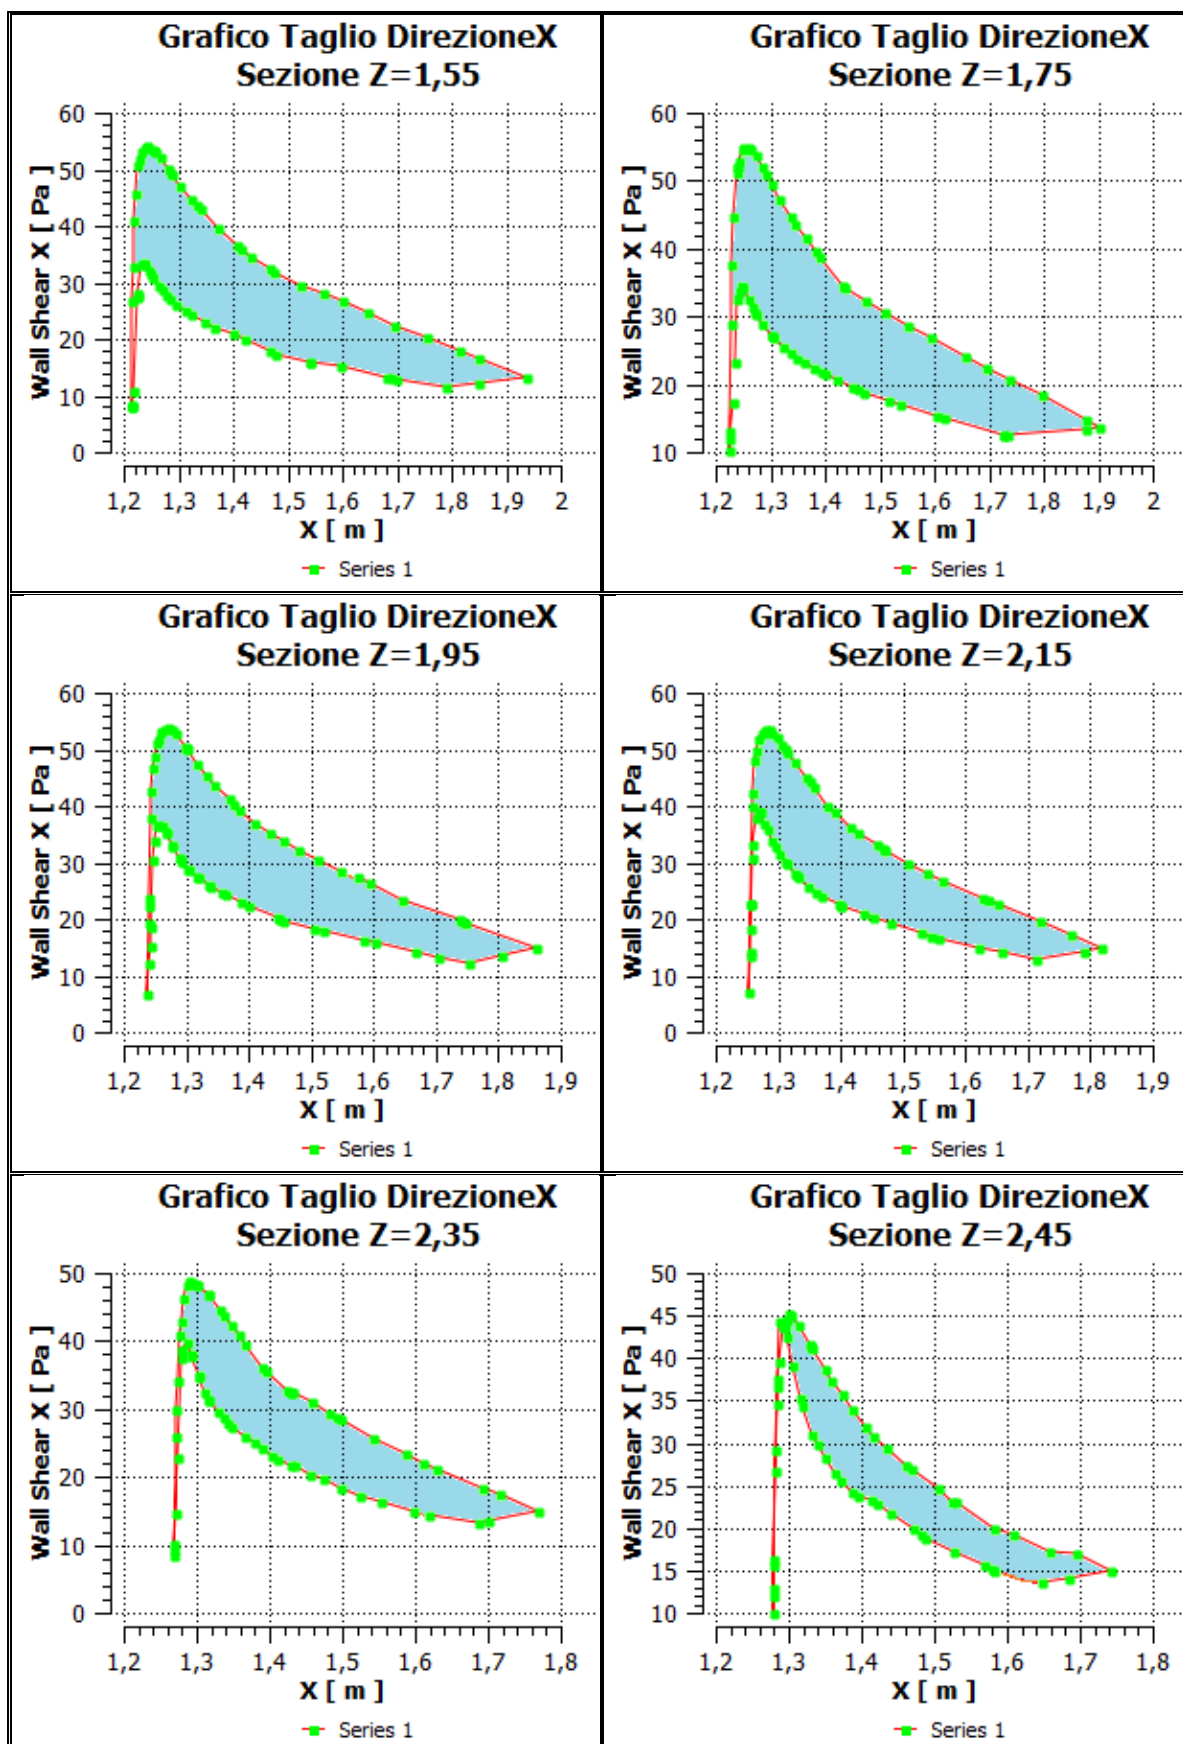 Grafico Taglio DirezioneX
Sezione Z=1,55
Wall Shear X [ Pa ]
60
50
40
30
20
10
0
1,2 1,3 1,4 1,5 1,6 1,7 1,8 1,9 2
X [ m ]
Series 1
Grafico Taglio DirezioneX
Sezione Z=1,75
Wall Shear X [ Pa ]
60
50
40
30
20
10
1,2 1,3 1,4 1,5 1,6 1,7 1,8 1,9 2
X [ m ]
Series 1
Grafico Taglio DirezioneX
Sezione Z=1,95
Wall Shear X [ Pa ]
60
50
40
30
20
10
0
1,2 1,3 1,4 1,5 1,6 1,7 1,8 1,9
X [ m ]
Series 1
Grafico Taglio DirezioneX
Sezione Z=2,15
Wall Shear X [ Pa ]
60
50
40
30
20
10
0
1,2 1,3 1,4 1,5 1,6 1,7 1,8 1,9
X [ m ]
Series 1
Grafico Taglio DirezioneX
Sezione Z=2,35
Wall Shear X [ Pa ]
50
40
30
20
10
0
1,2 1,3 1,4 1,5 1,6 1,7 1,8
X [ m ]
Series 1
Grafico Taglio DirezioneX
Sezione Z=2,45
Wall Shear X [ Pa ]
50
45
40
35
30
25
20
15
10
1,2 1,3 1,4 1,5 1,6 1,7 1,8
X [ m ]
Series 1